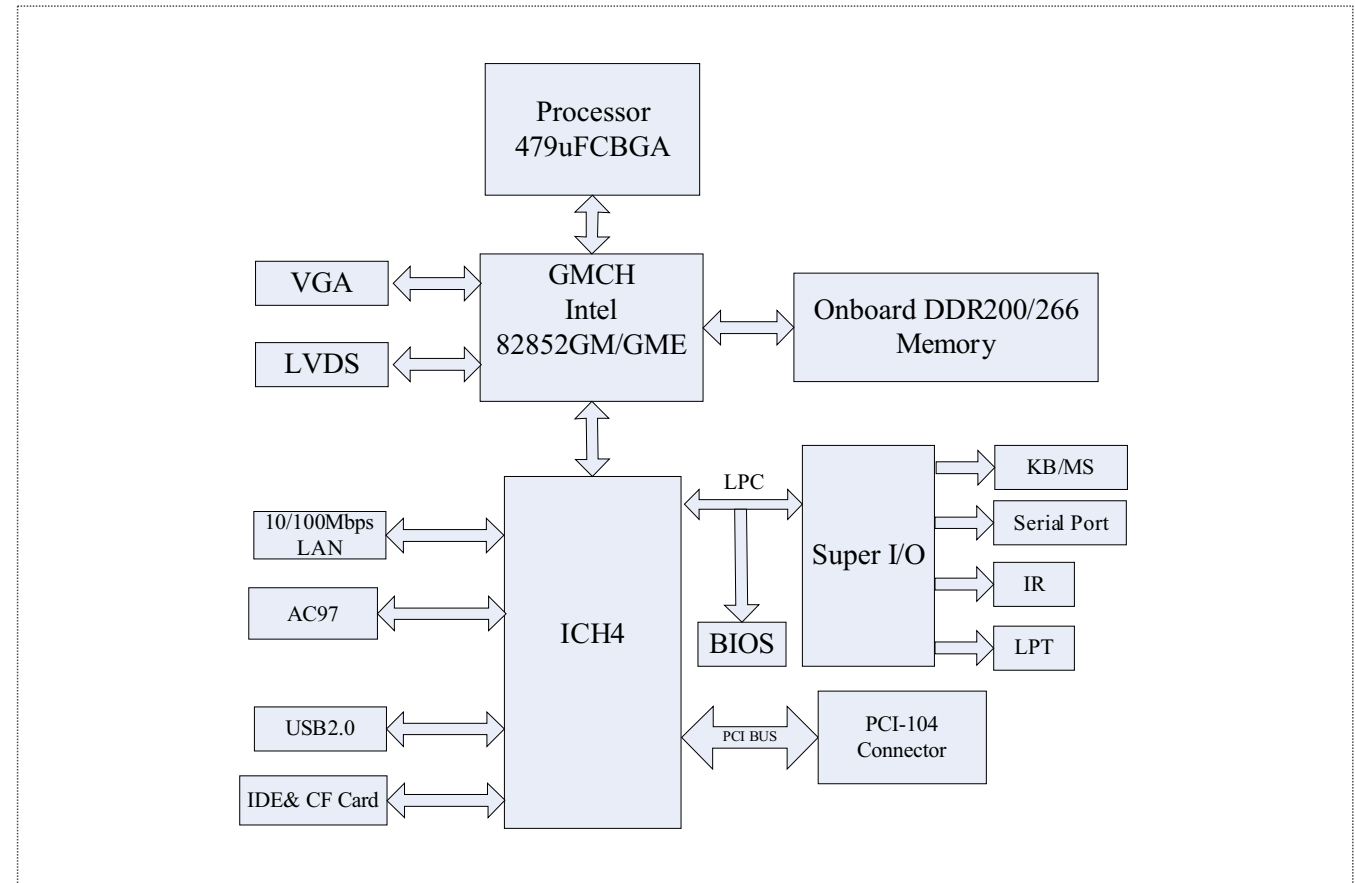 Processor
479uFCBGA
VGA
GMCH
Intel
82852GM/GME
Onboard DDR200/266
Memory
LVDS
LPC
KB/MS
10/100Mbps
LAN
Serial Port
Super I/O
IR
AC97
ICH4
BIOS
LPT
USB2.0
PCI BUS
PCI-104
Connector
IDE& CF Card